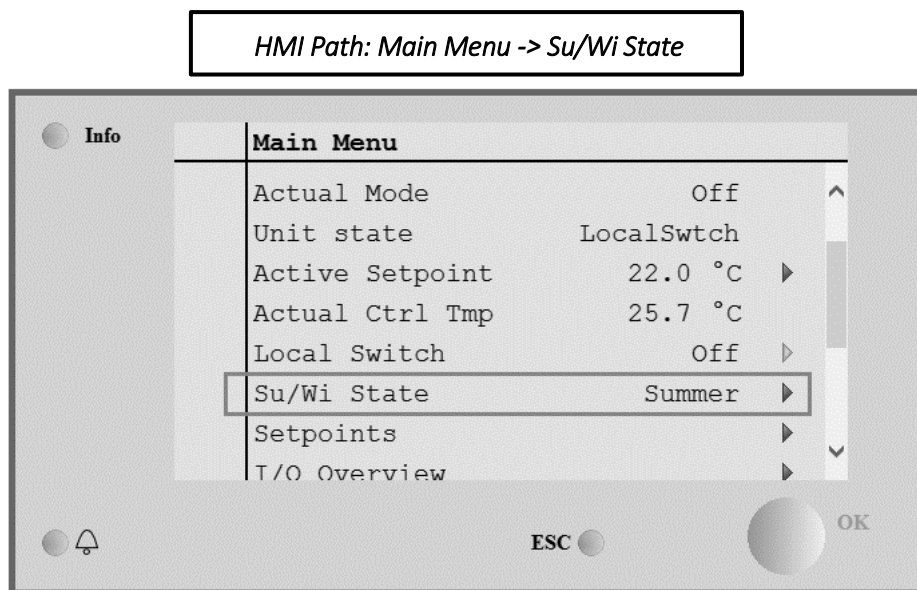 HMI Path: Main Menu -> Su/Wi State
Info
Main Menu
Actual Mode Off
Unit state LocalSwtch
Active Setpoint 22.0 °C
Actual Ctrl Tmp 25.7 °C
Local Switch Off
Su/Wi State Summer
Setpoints
I/O Overview
ESC
OK